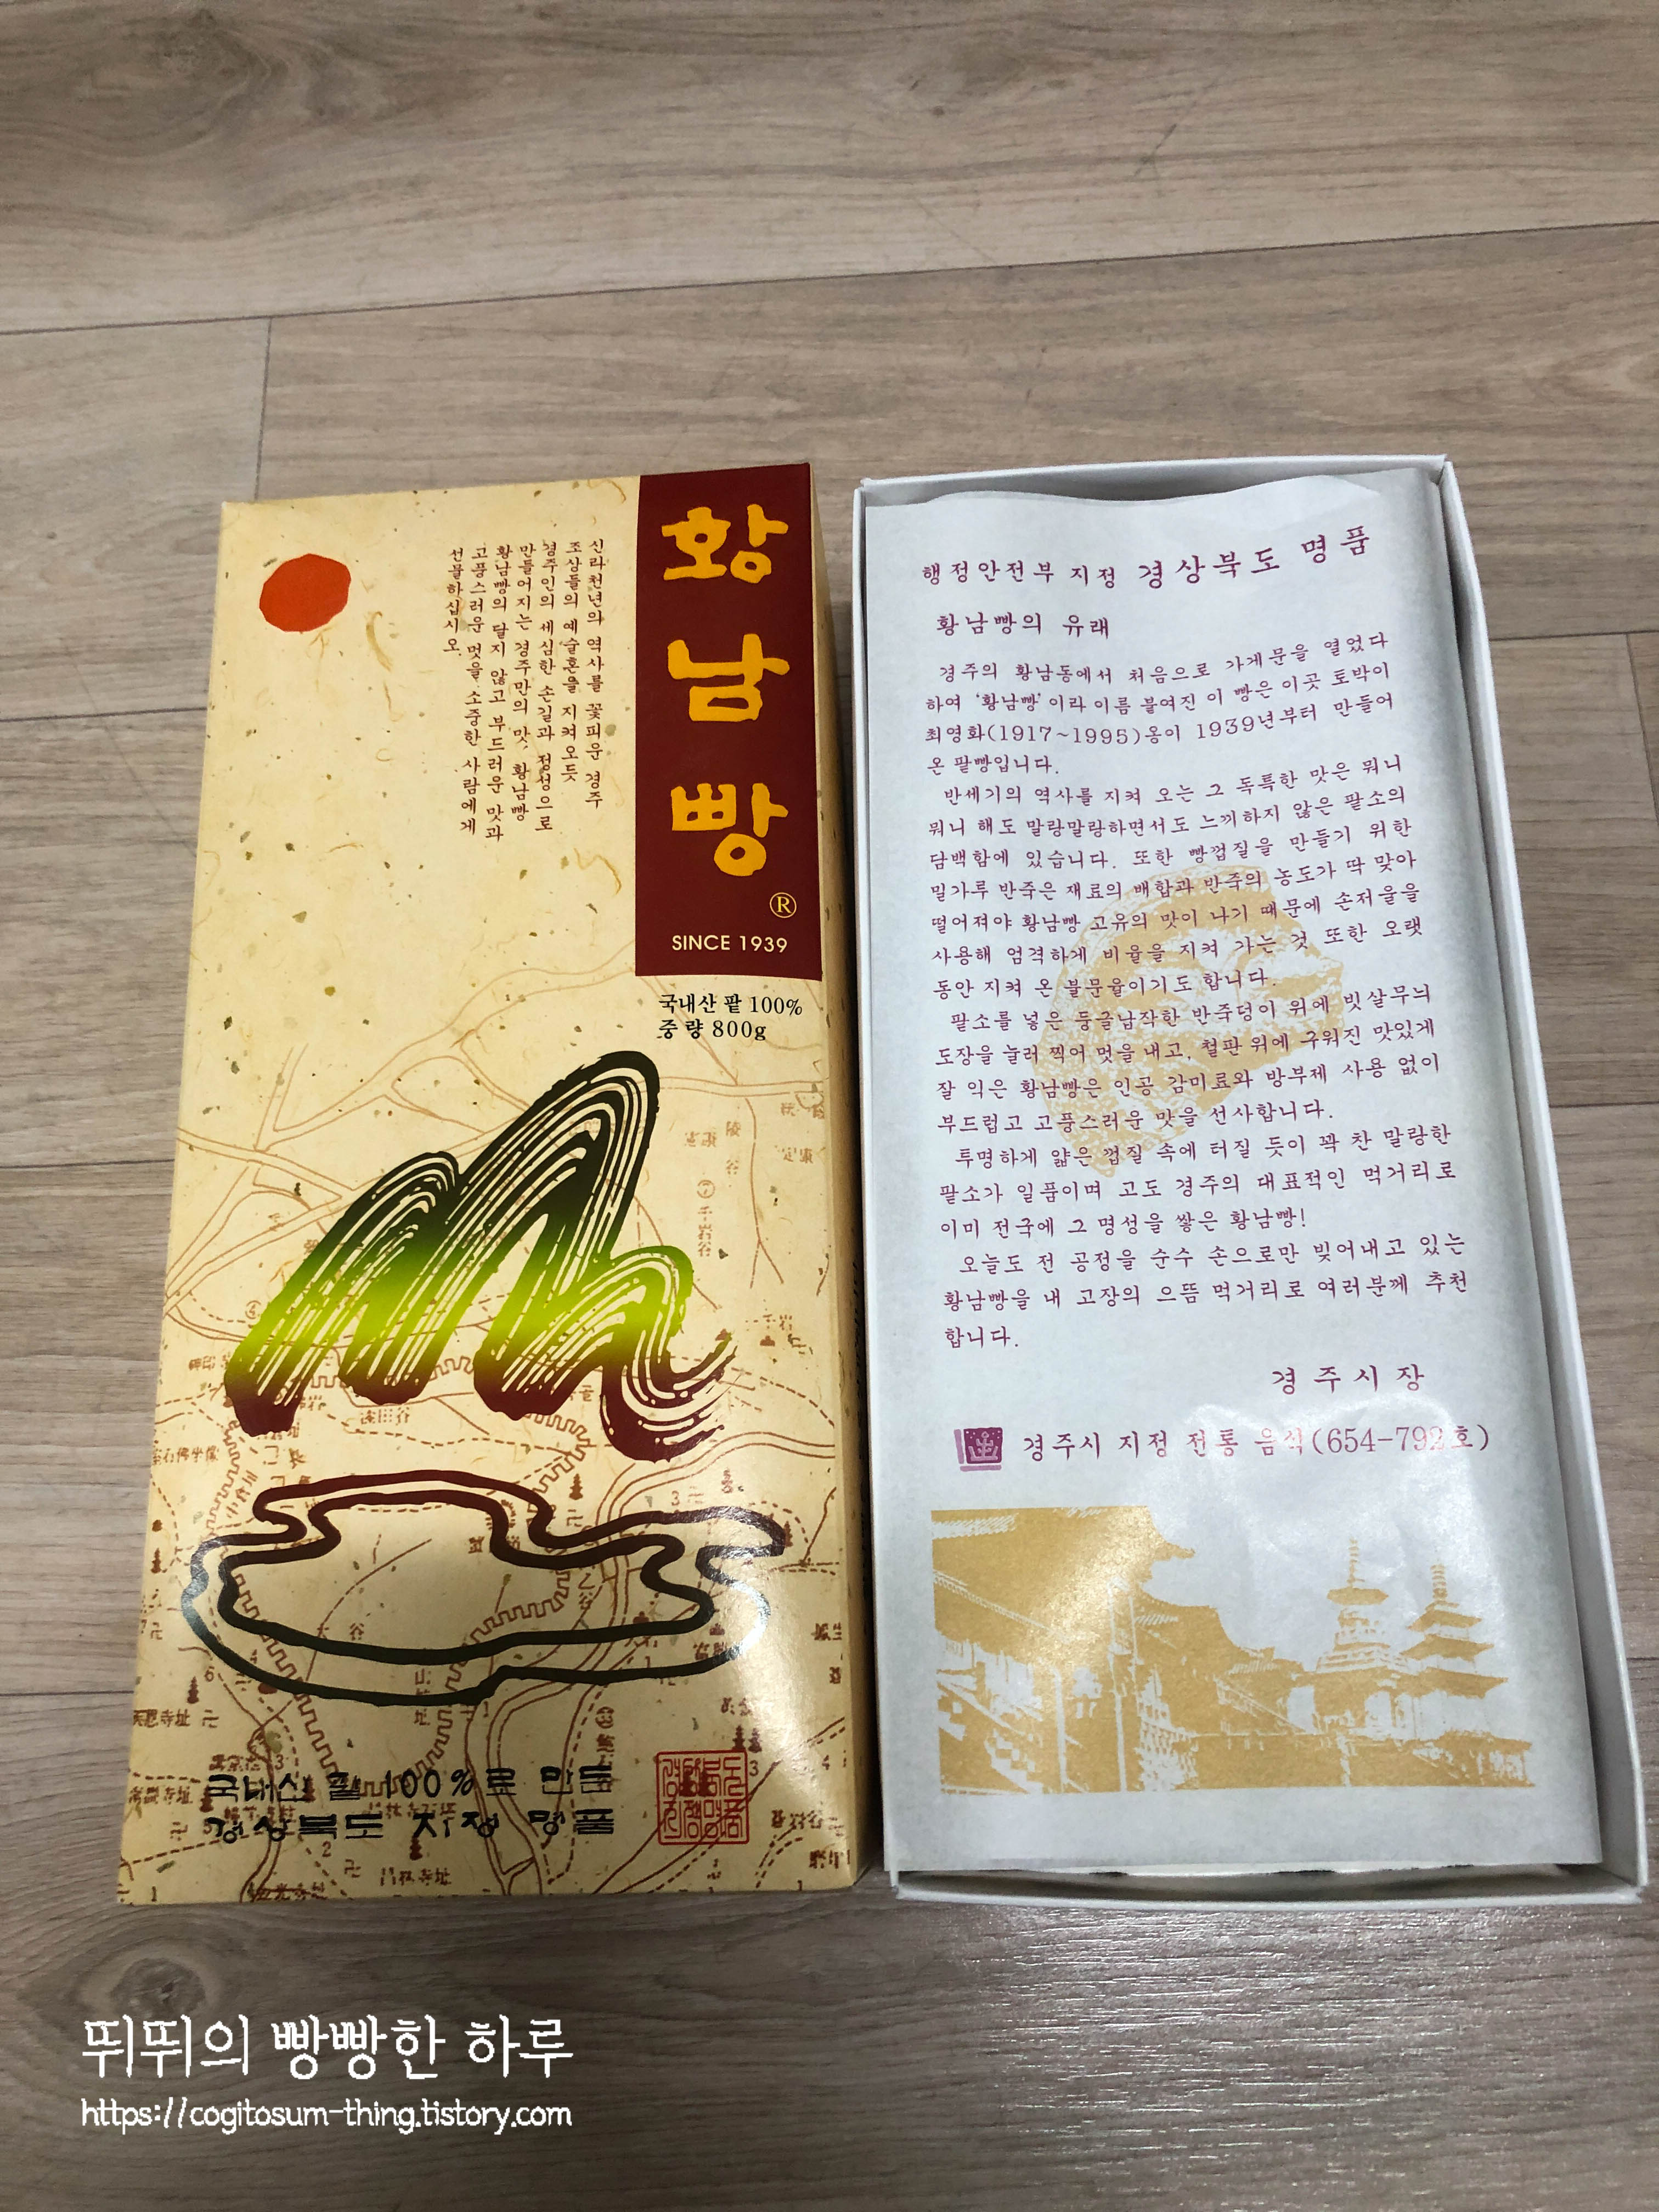 황남빵
®
SINCE 1939
국내산 팥 100%
중량 800g
신라천년의 역사를 꽃피운 경주
조상들의 예술혼을 지켜오듯
경주인의 세심한 손길과 정성으로
만들어지는 경주만의 맛, 황남빵
황남빵의 달지 않고 부드러운 맛과
고풍스러운 멋을 소중한 사람에게
선물하십시오.
국내산 팥 100%로 만든
경상북도 지정 명품
행정안전부 지정 경상북도 명품
황남빵의 유래
경주의 황남동에서 처음으로 가게문을 열었다
하여 '황남빵'이라 이름 붙여진 이 빵은 이곳 토박이
최영화(1917~1995)옹이 1939년부터 만들어
온 팥빵입니다.
반세기의 역사를 지켜 오는 그 독특한 맛은 뭐니
뭐니 해도 말랑말랑하면서도 느끼하지 않은 팥소의
담백함에 있습니다. 또한 빵껍질을 만들기 위한
밀가루 반죽은 재료의 배합과 반죽의 농도가 딱 맞아
떨어져야 황남빵 고유의 맛이 나기 때문에 손저울을
사용해 엄격하게 비율을 지켜 가는 것 또한 오랫
동안 지켜 온 불문율이기도 합니다.
팥소를 넣은 둥글납작한 반죽덩이 위에 빗살무늬
도장을 눌러 찍어 멋을 내고, 철판 위에 구워진 맛있게
잘 익은 황남빵은 인공 감미료와 방부제 사용 없이
부드럽고 고풍스러운 맛을 선사합니다.
투명하게 얇은 껍질 속에 터질 듯이 꽉 찬 말랑한
팥소가 일품이며 고도 경주의 대표적인 먹거리로
이미 전국에 그 명성을 쌓은 황남빵!
오늘도 전 공정을 순수 손으로만 빚어내고 있는
황남빵을 내 고장의 으뜸 먹거리로 여러분께 추천
합니다.
경주시장
경주시 지정 전통 음식(654-792호)
뛰뛰의 빵빵한 하루
https://cogitosum-thing.tistory.com